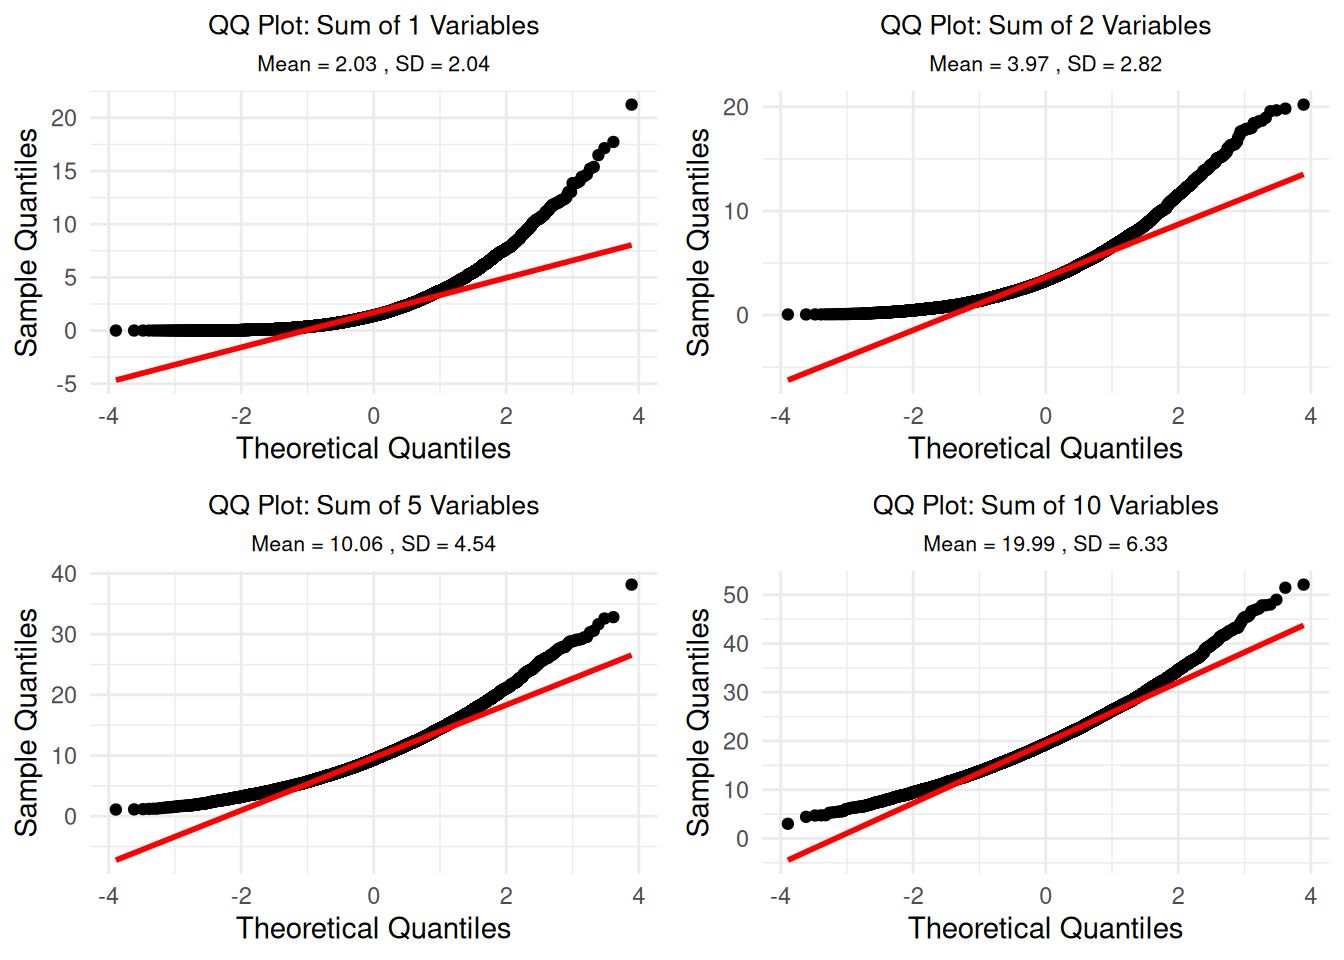 QQ Plot: Sum of 1 Variables
Mean = 2.03 , SD = 2.04
Sample Quantiles
20
15
10
5
0
-5
-4 -2 0 2 4
Theoretical Quantiles
QQ Plot: Sum of 2 Variables
Mean = 3.97 , SD = 2.82
Sample Quantiles
20
10
0
-4 -2 0 2 4
Theoretical Quantiles
QQ Plot: Sum of 5 Variables
Mean = 10.06 , SD = 4.54
Sample Quantiles
40
30
20
10
0
-4 -2 0 2 4
Theoretical Quantiles
QQ Plot: Sum of 10 Variables
Mean = 19.99 , SD = 6.33
Sample Quantiles
50
40
30
20
10
0
-4 -2 0 2 4
Theoretical Quantiles